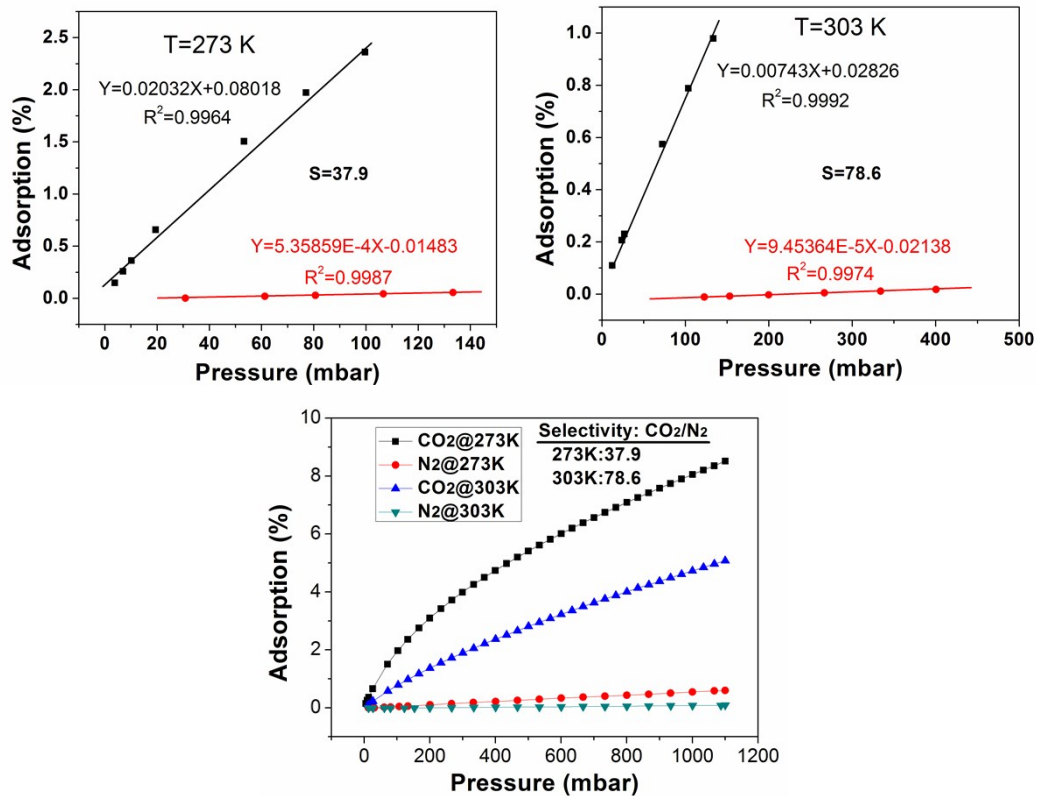 T=273 K
Y=0.02032X+0.08018
R²=0.9964
S=37.9
Y=5.35859E-4X-0.01483
R²=0.9987
2.5
2.0
1.5
1.0
0.5
0.0
Adsorption (%)
0 20 40 60 80 100 120 140
Pressure (mbar)
T=303 K
Y=0.00743X+0.02826
R²=0.9992
S=78.6
Y=9.45364E-5X-0.02138
R²=0.9974
1.0
0.8
0.6
0.4
0.2
0.0
Adsorption (%)
0 100 200 300 400 500
Pressure (mbar)
CO₂@273K
N₂@273K
CO₂@303K
N₂@303K
Selectivity: CO₂/N₂
273K:37.9
303K:78.6
10
8
6
4
2
0
Adsorption (%)
0 200 400 600 800 1000 1200
Pressure (mbar)